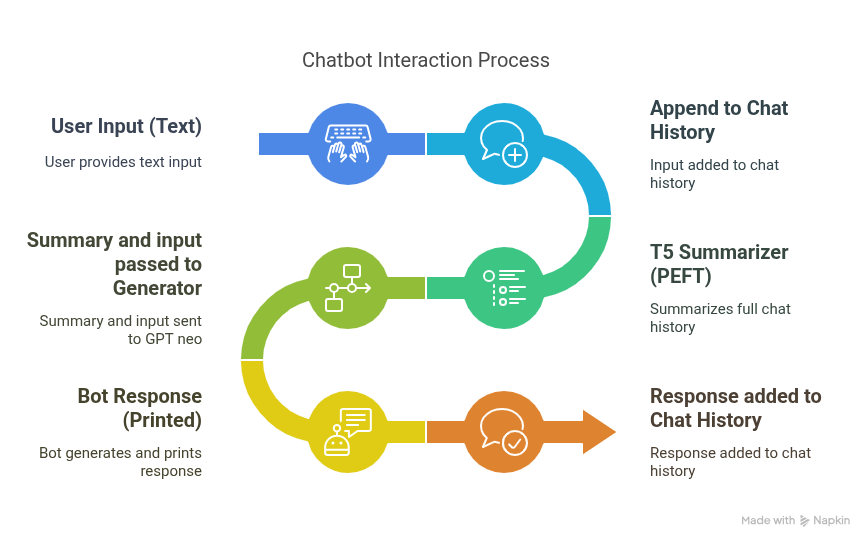 Chatbot Interaction Process
User Input (Text)
User provides text input
Append to Chat
History
Input added to chat
history
T5 Summarizer
(PEFT)
Summarizes full chat
history
Summary and input
passed to
Generator
Summary and input sent
to GPT neo
Bot Response
(Printed)
Bot generates and prints
response
Response added to
Chat History
Response added to chat
history
Made with Napkin